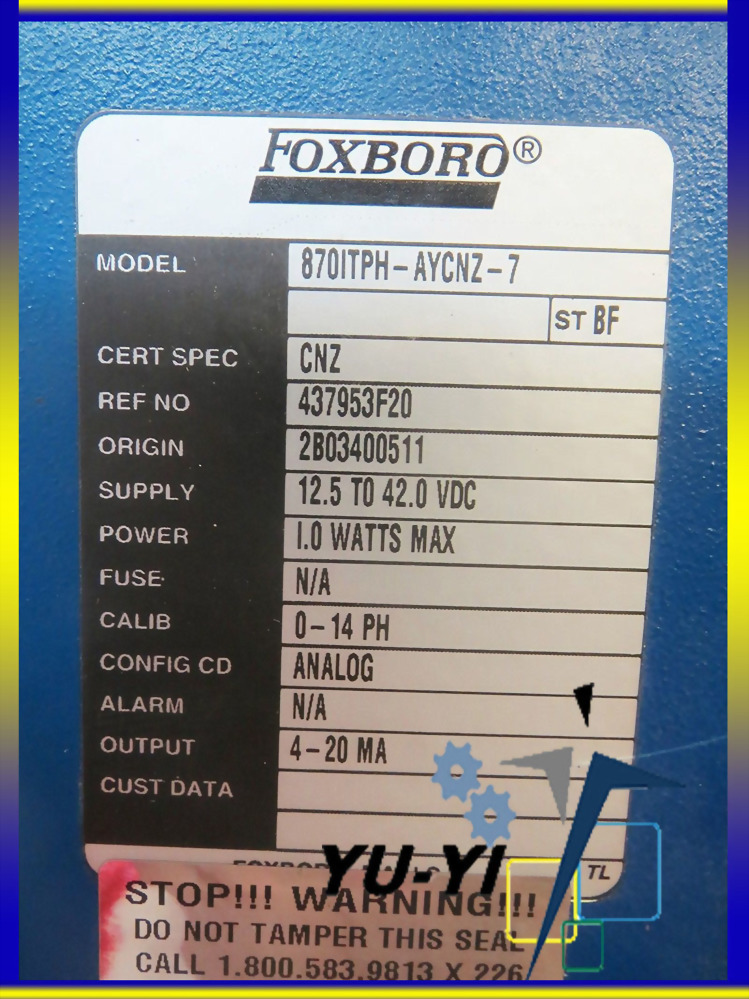 FOXBORO®
MODEL 870ITPH-AYCNZ-7
ST BF
CERT SPEC CNZ
REF NO 437953F20
ORIGIN 2B03400511
SUPPLY 12.5 TO 42.0 VDC
POWER 1.0 WATTS MAX
FUSE N/A
CALIB 0-14 PH
CONFIG CD ANALOG
ALARM N/A
OUTPUT 4-20 MA
CUST DATA
YU-YI
TL
STOP!!! WARNING!!!
DO NOT TAMPER THIS SEAL
CALL 1.800.583.9813 X 226